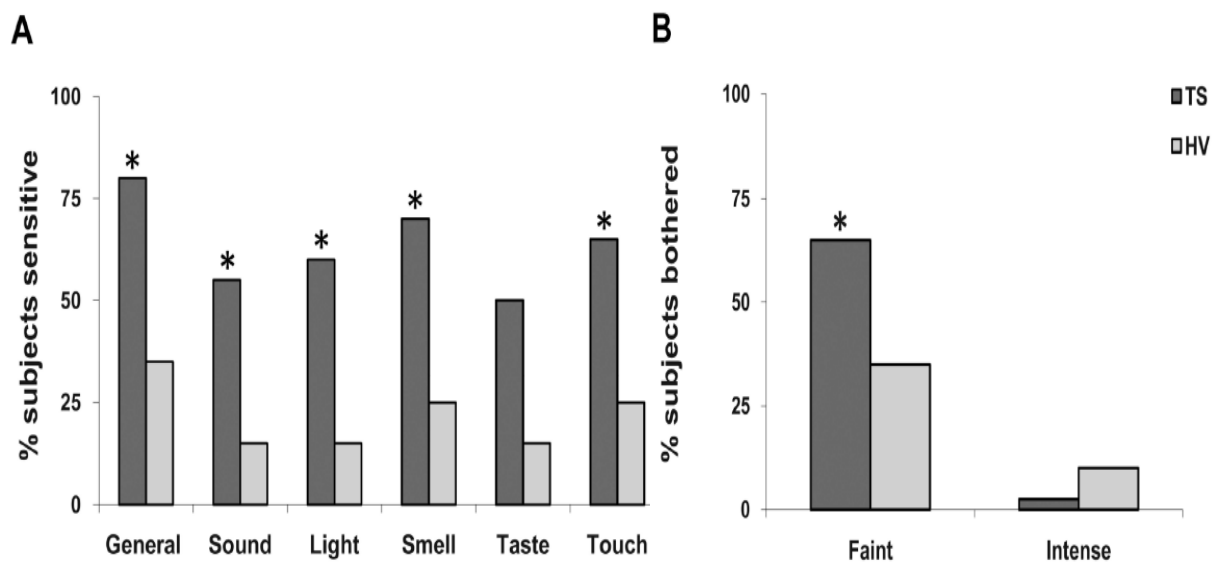 A
% subjects sensitive
100
75
50
25
0
* * * * *
General Sound Light Smell Taste Touch
B
% subjects bothered
100
75
50
25
0
*
Faint Intense
TS
HV